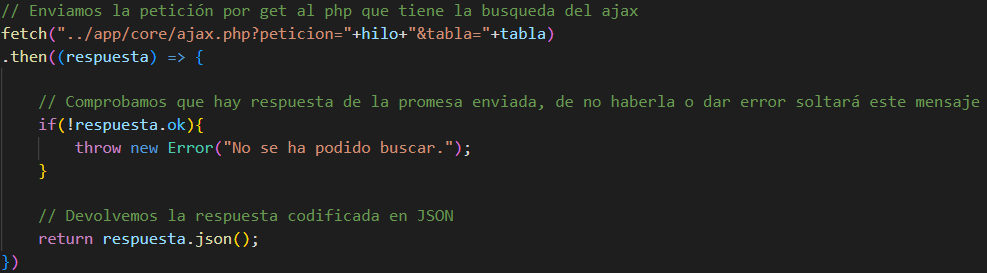 // Enviamos la petición por get al php que tiene la busqueda del ajax
fetch("../app/core/ajax.php?peticion="+hilo+"&tabla="+tabla)
.then((respuesta) => {
// Comprobamos que hay respuesta de la promesa enviada, de no haberla o dar error soltará este mensaje
if(!respuesta.ok){
throw new Error("No se ha podido buscar.");
}
// Devolvemos la respuesta codificada en JSON
return respuesta.json();
})